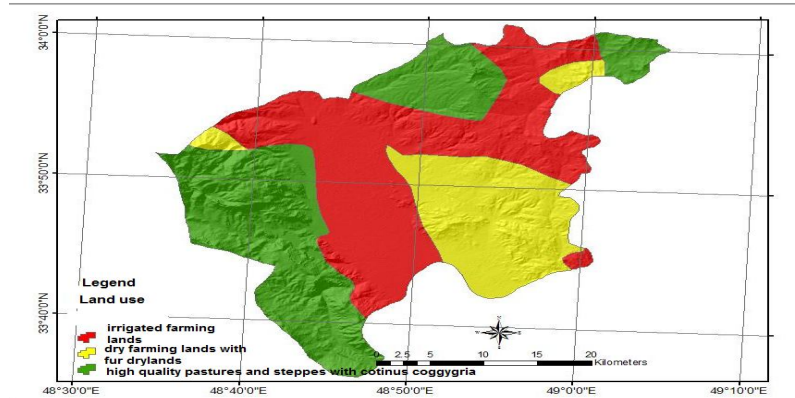 34°0'0"N
33°50'0"N
33°40'0"N
Legend
Land use
irrigated farming
lands
dry farming lands with
fur drylands
high quality pastures and steppes with cotinus coggygria
0 2.5 5 10 15 20
Kilometers
48°30'0"E 48°40'0"E 48°50'0"E 49°0'0"E 49°10'0"E